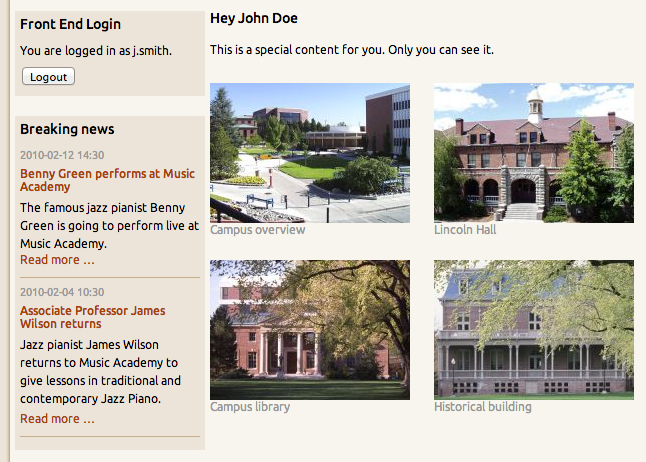 Front End Login
You are logged in as j.smith.
Logout
Breaking news
2010-02-12 14:30
Benny Green performs at Music
Academy
The famous jazz pianist Benny
Green is going to perform live at
Music Academy.
Read more ...
2010-02-04 10:30
Associate Professor James
Wilson returns
Jazz pianist James Wilson
returns to Music Academy to
give lessons in traditional and
contemporary Jazz Piano.
Read more ...
Hey John Doe
This is a special content for you. Only you can see it.
Campus overview
Lincoln Hall
Campus library
Historical building